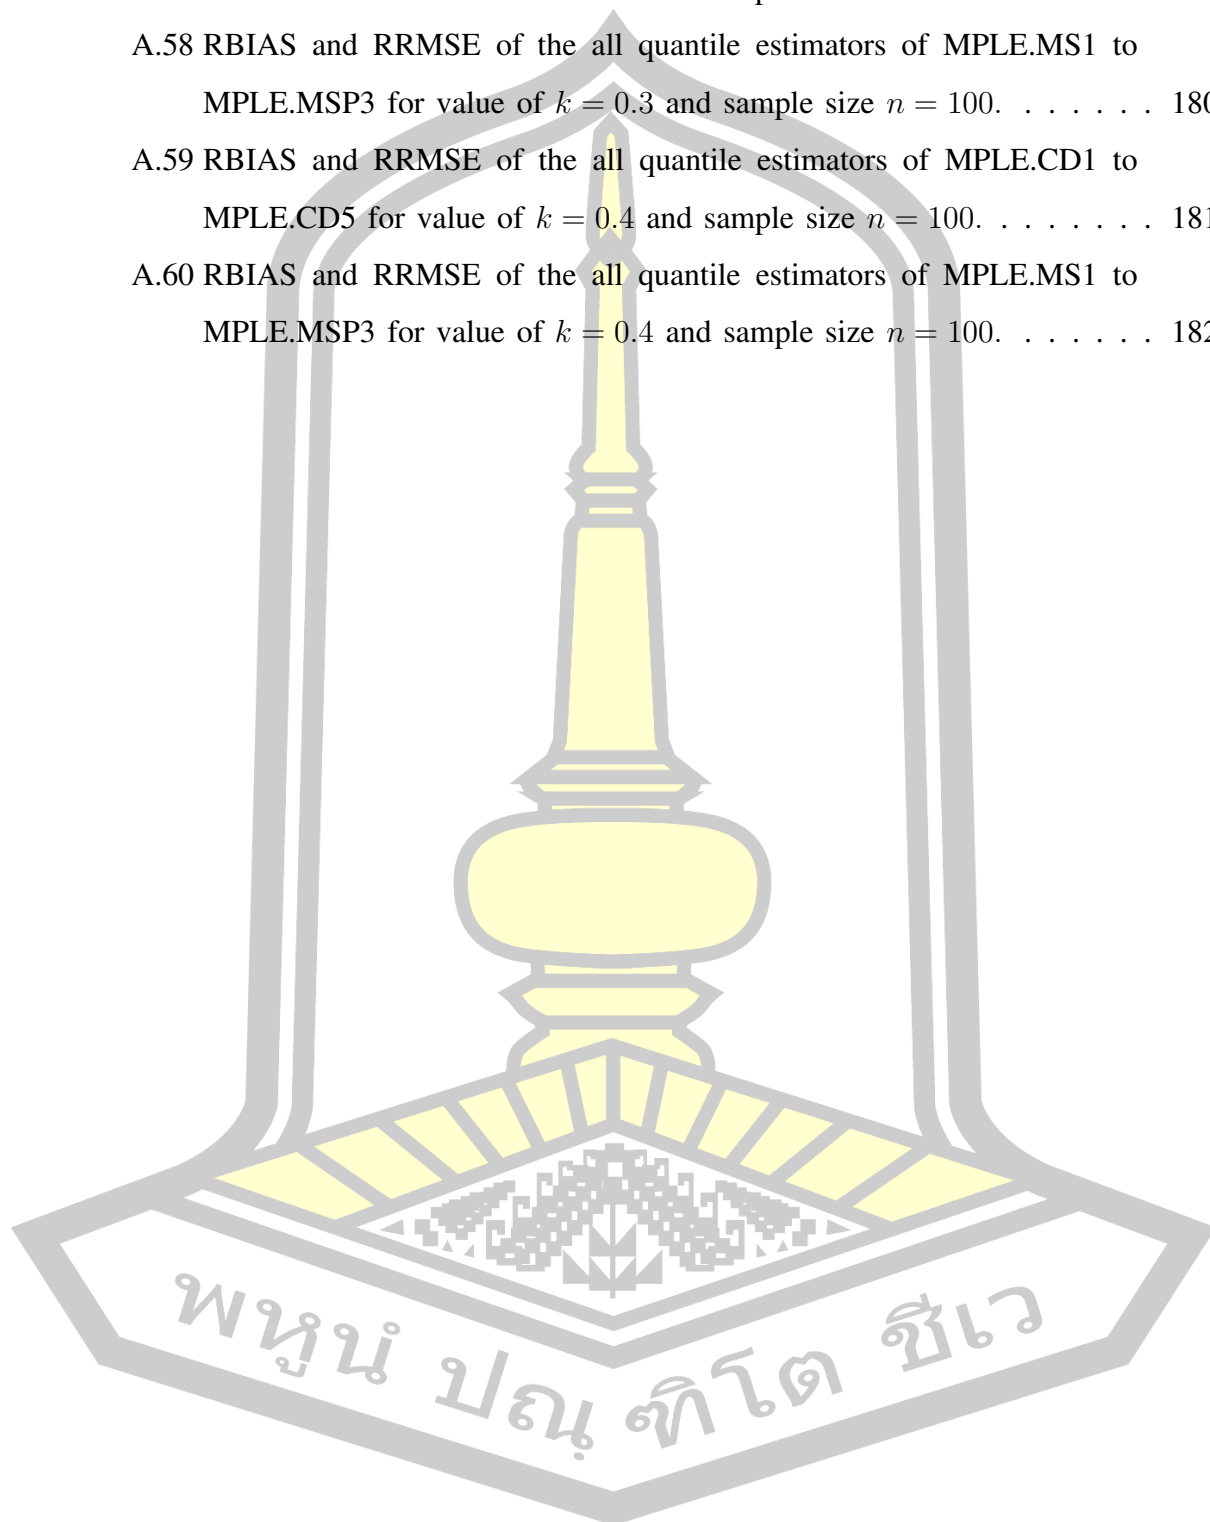 A.58 RBIAS and RRMSE of the all quantile estimators of MPLE.MS1 to
MPLE.MSP3 for value of k = 0.3 and sample size n = 100. . . . . . . 180
A.59 RBIAS and RRMSE of the all quantile estimators of MPLE.CD1 to
MPLE.CD5 for value of k = 0.4 and sample size n = 100. . . . . . . . 181
A.60 RBIAS and RRMSE of the all quantile estimators of MPLE.MS1 to
MPLE.MSP3 for value of k = 0.4 and sample size n = 100. . . . . . . 182
พหูนํ ปณฺฑิโต ชีเว